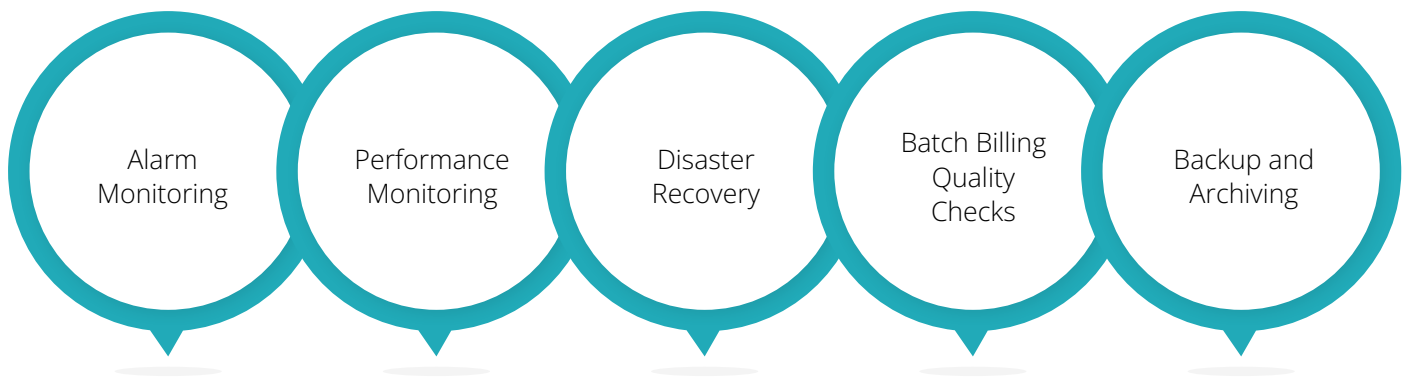 Alarm
Monitoring
Performance
Monitoring
Disaster
Recovery
Batch Billing
Quality
Checks
Backup and
Archiving